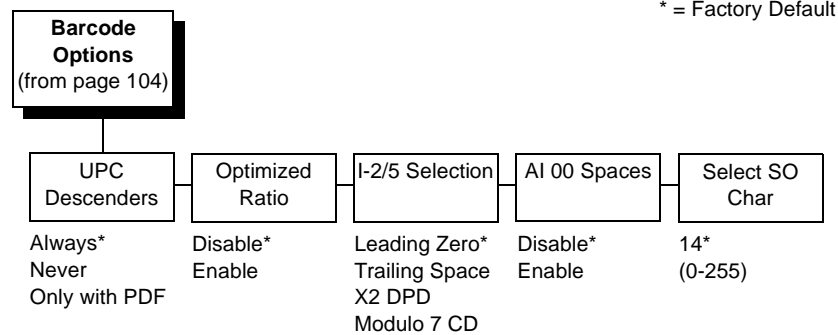 * = Factory Default
Barcode
Options
(from page 104)
UPC
Descenders
Optimized
Ratio
I-2/5 Selection
AI 00 Spaces
Select SO
Char
Always*
Never
Only with PDF
Disable*
Enable
Leading Zero*
Trailing Space
X2 DPD
Modulo 7 CD
Disable*
Enable
14*
(0-255)